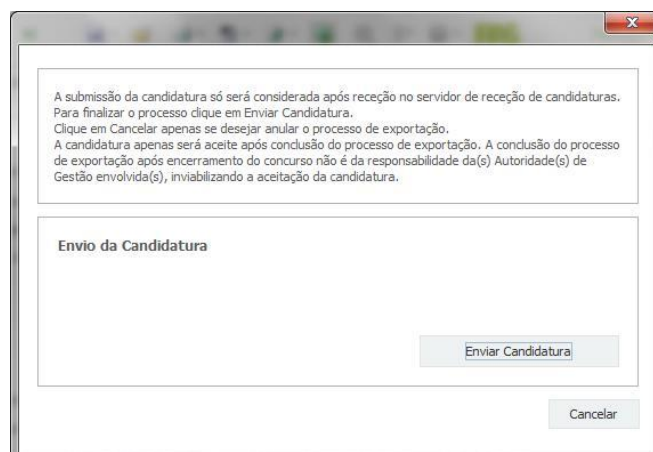 A submissão da candidatura só será considerada após receção no servidor de receção de candidaturas.
Para finalizar o processo clique em Enviar Candidatura.
Clique em Cancelar apenas se desejar anular o processo de exportação.
A candidatura apenas será aceite após conclusão do processo de exportação. A conclusão do processo
de exportação após encerramento do concurso não é da responsabilidade da(s) Autoridade(s) de
Gestão envolvida(s), inviabilizando a aceitação da candidatura.
Envio da Candidatura
Enviar Candidatura
Cancelar